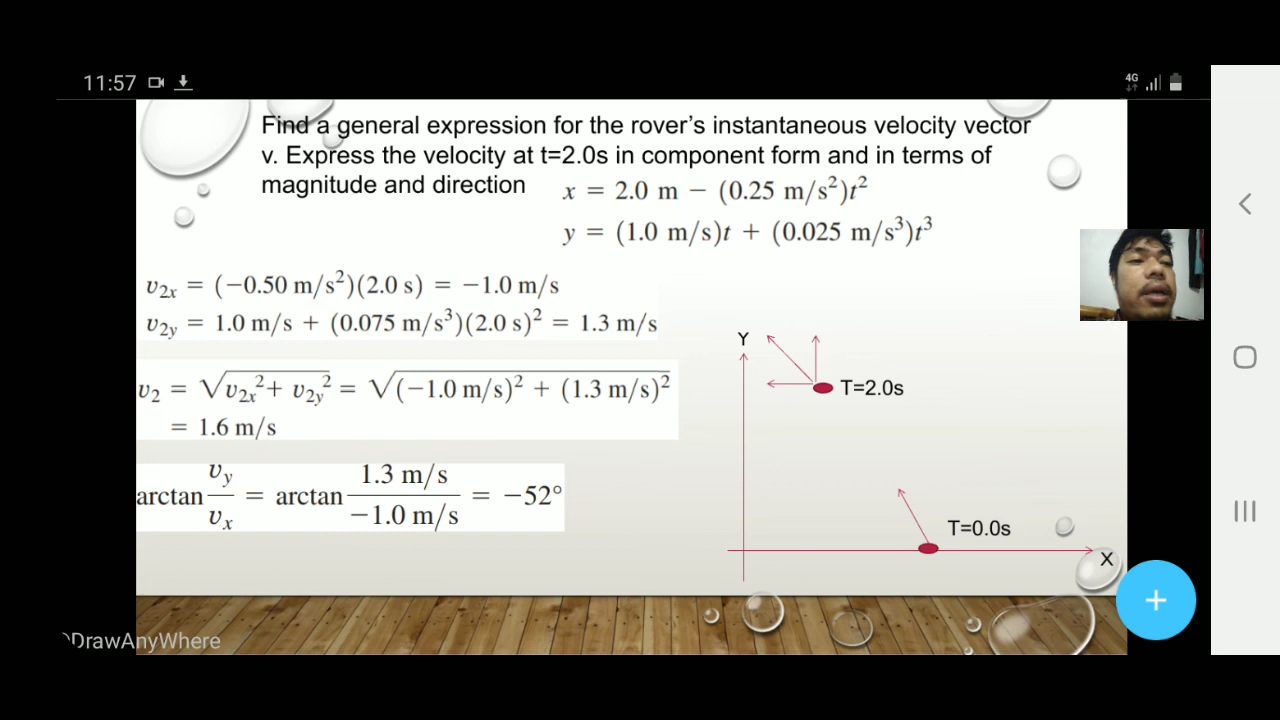 11:57
4G
Find a general expression for the rover's instantaneous velocity vector
v. Express the velocity at t=2.0s in component form and in terms of
magnitude and direction
x = 2.0 m − (0.25 m/s²)t²
y = (1.0 m/s)t + (0.025 m/s³)t³
v₂ₓ = (−0.50 m/s²)(2.0 s) = −1.0 m/s
v₂y = 1.0 m/s + (0.075 m/s³)(2.0 s)² = 1.3 m/s
v₂ = √(v₂ₓ² + v₂y²) = √((−1.0 m/s)² + (1.3 m/s)²)
= 1.6 m/s
arctan vy/vx = arctan 1.3 m/s / −1.0 m/s = −52°
Y
T=2.0s
T=0.0s
X
DrawAnyWhere